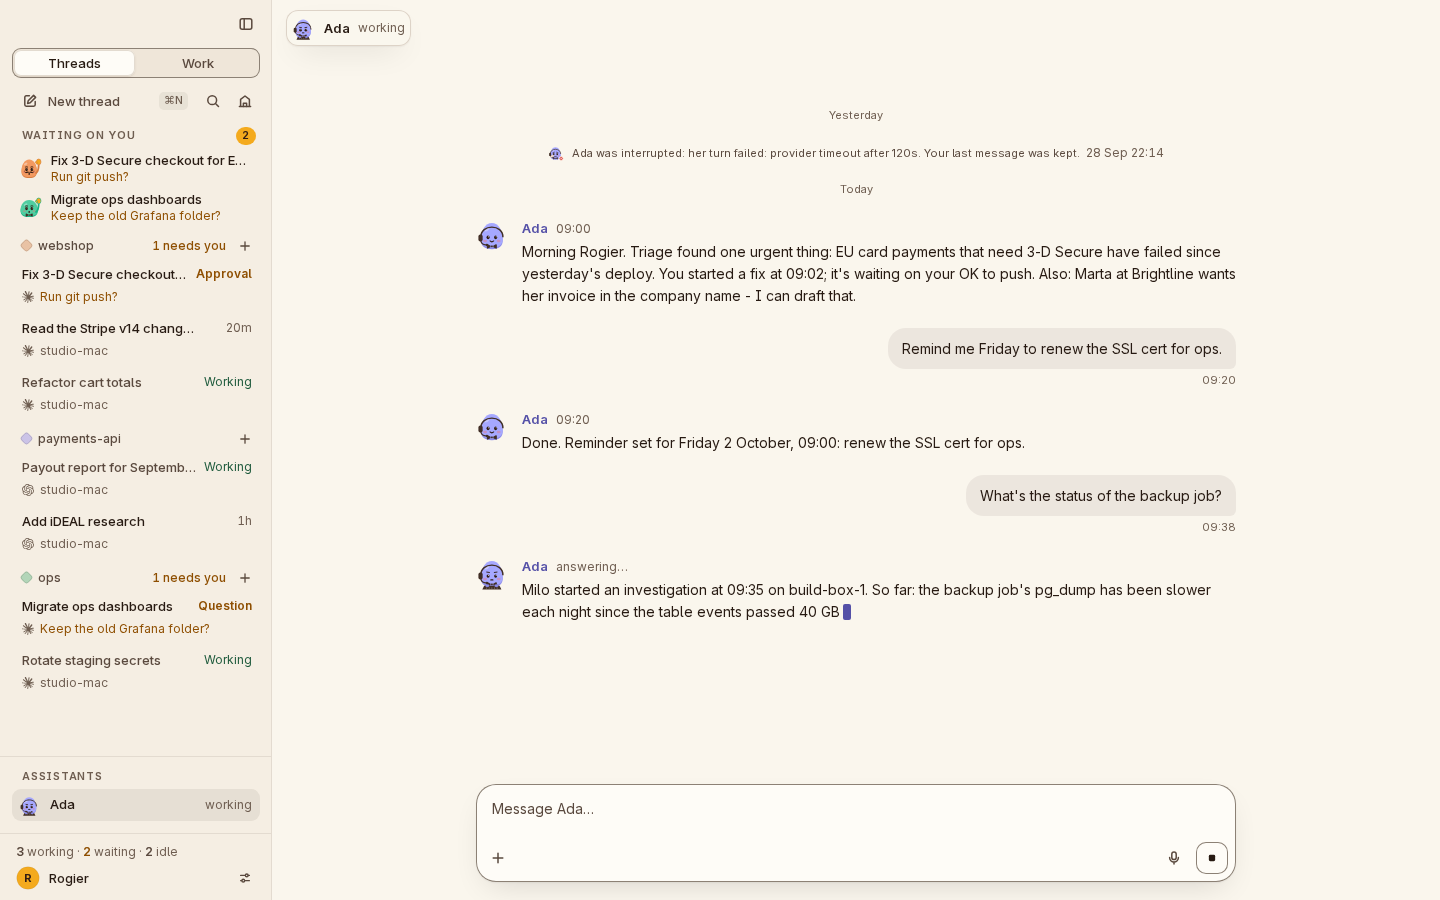 Threads
Work
New thread
⌘N
WAITING ON YOU
2
Fix 3-D Secure checkout for E…
Run git push?
Migrate ops dashboards
Keep the old Grafana folder?
webshop
1 needs you
Fix 3-D Secure checkout…
Approval
Run git push?
Read the Stripe v14 chang…
20m
studio-mac
Refactor cart totals
Working
studio-mac
payments-api
Payout report for Septemb…
Working
studio-mac
Add iDEAL research
1h
studio-mac
ops
1 needs you
Migrate ops dashboards
Question
Keep the old Grafana folder?
Rotate staging secrets
Working
studio-mac
ASSISTANTS
Ada
working
3 working · 2 waiting · 2 idle
R
Rogier
Ada
working
Yesterday
Ada was interrupted: her turn failed: provider timeout after 120s. Your last message was kept. 28 Sep 22:14
Today
Ada 09:00
Morning Rogier. Triage found one urgent thing: EU card payments that need 3-D Secure have failed since
yesterday's deploy. You started a fix at 09:02; it's waiting on your OK to push. Also: Marta at Brightline wants
her invoice in the company name - I can draft that.
Remind me Friday to renew the SSL cert for ops.
09:20
Ada 09:20
Done. Reminder set for Friday 2 October, 09:00: renew the SSL cert for ops.
What's the status of the backup job?
09:38
Ada answering…
Milo started an investigation at 09:35 on build-box-1. So far: the backup job's pg_dump has been slower
each night since the table events passed 40 GB
Message Ada…